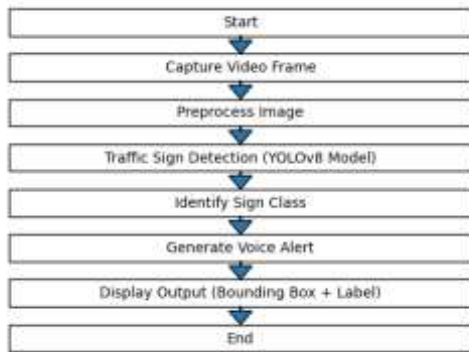 Start
Capture Video Frame
Preprocess Image
Traffic Sign Detection (YOLOv8 Model)
Identify Sign Class
Generate Voice Alert
Display Output (Bounding Box + Label)
End